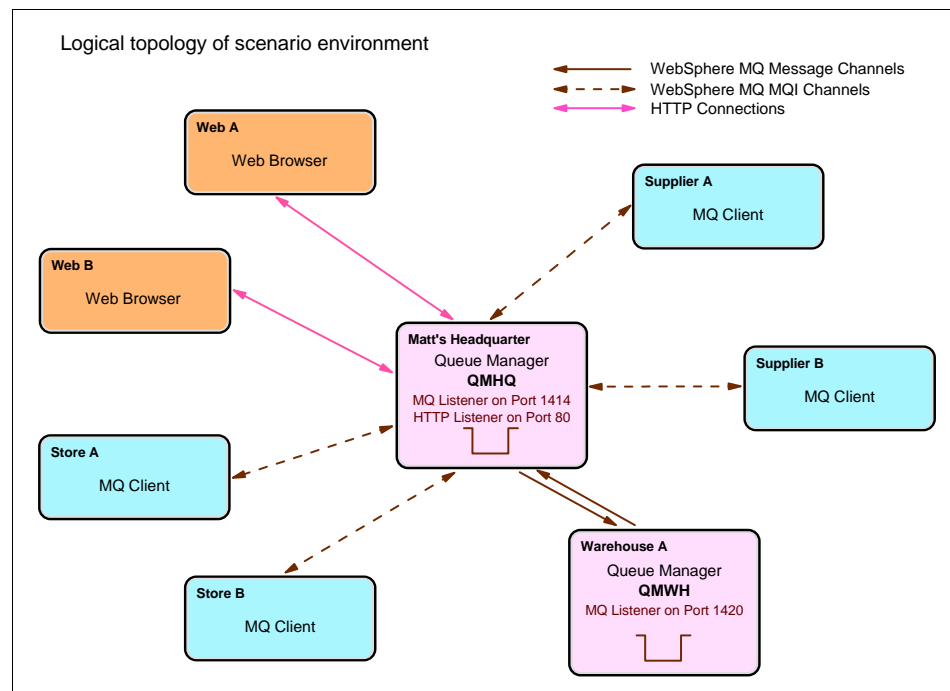 Logical topology of scenario environment
WebSphere MQ Message Channels
WebSphere MQ MQI Channels
HTTP Connections
Web A
Web Browser
Supplier A
MQ Client
Web B
Web Browser
Matt's Headquarter
Queue Manager
QMHQ
MQ Listener on Port 1414
HTTP Listener on Port 80
Supplier B
MQ Client
Store A
MQ Client
Warehouse A
Queue Manager
QMWH
MQ Listener on Port 1420
Store B
MQ Client